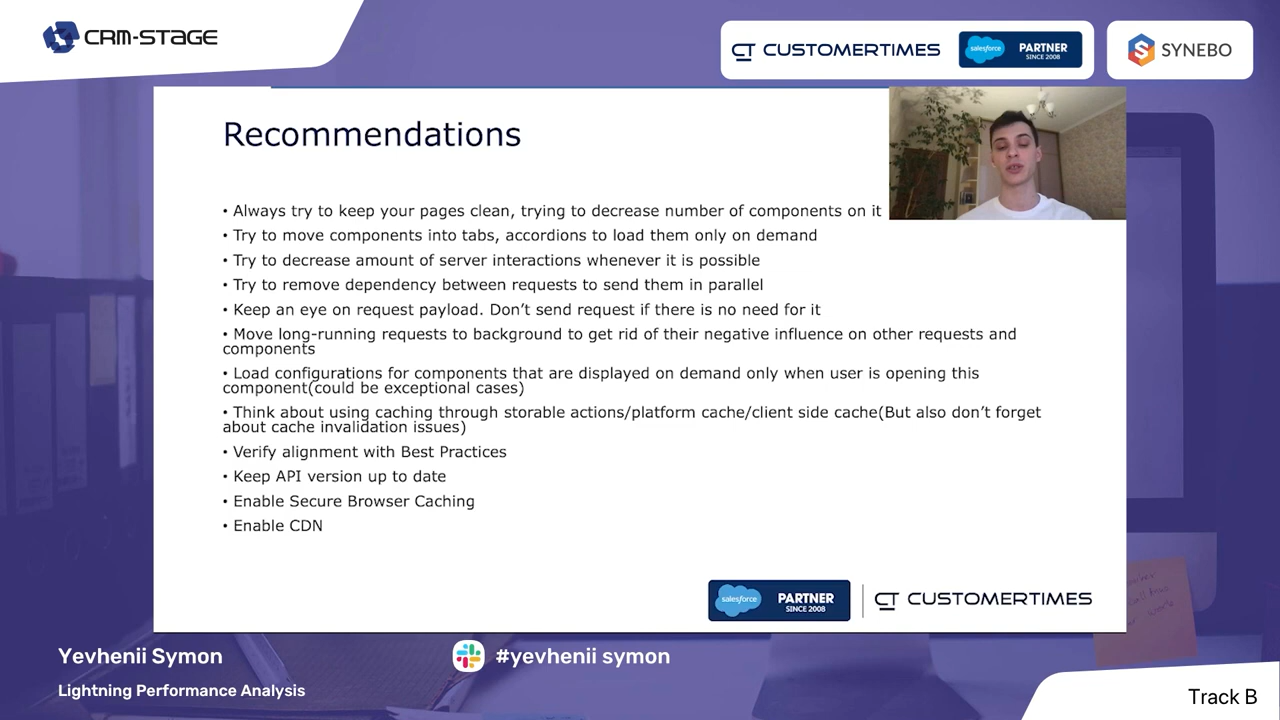 CRM-STAGE
CT CUSTOMERTIMES
salesforce
PARTNER
SINCE 2008
SYNEBO
Recommendations
• Always try to keep your pages clean, trying to decrease number of components on it
• Try to move components into tabs, accordions to load them only on demand
• Try to decrease amount of server interactions whenever it is possible
• Try to remove dependency between requests to send them in parallel
• Keep an eye on request payload. Don’t send request if there is no need for it
• Move long-running requests to background to get rid of their negative influence on other requests and
components
• Load configurations for components that are displayed on demand only when user is opening this
component(could be exceptional cases)
• Think about using caching through storable actions/platform cache/client side cache(But also don’t forget
about cache invalidation issues)
• Verify alignment with Best Practices
• Keep API version up to date
• Enable Secure Browser Caching
• Enable CDN
salesforce
PARTNER
SINCE 2008
CT CUSTOMERTIMES
Yevhenii Symon
#yevhenii symon
Lightning Performance Analysis
Track B